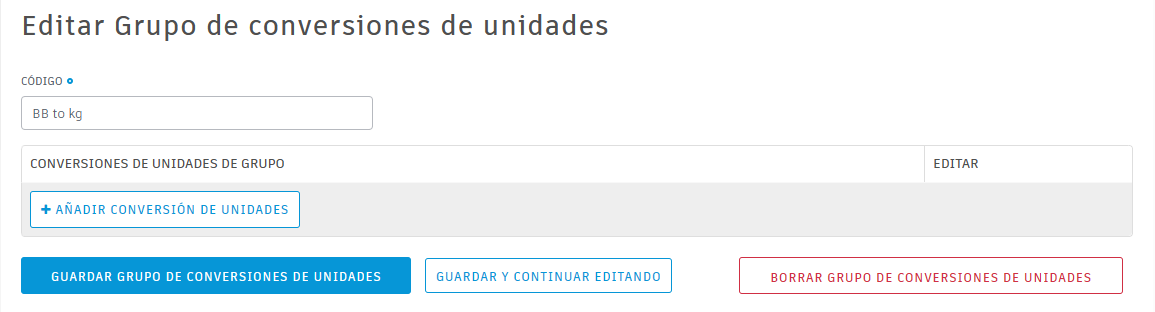 Editar Grupo de conversiones de unidades
CÓDIGO
BB to kg
CONVERSIONES DE UNIDADES DE GRUPO EDITAR
+ AÑADIR CONVERSIÓN DE UNIDADES
GUARDAR GRUPO DE CONVERSIONES DE UNIDADES GUARDAR Y CONTINUAR EDITANDO BORRAR GRUPO DE CONVERSIONES DE UNIDADES